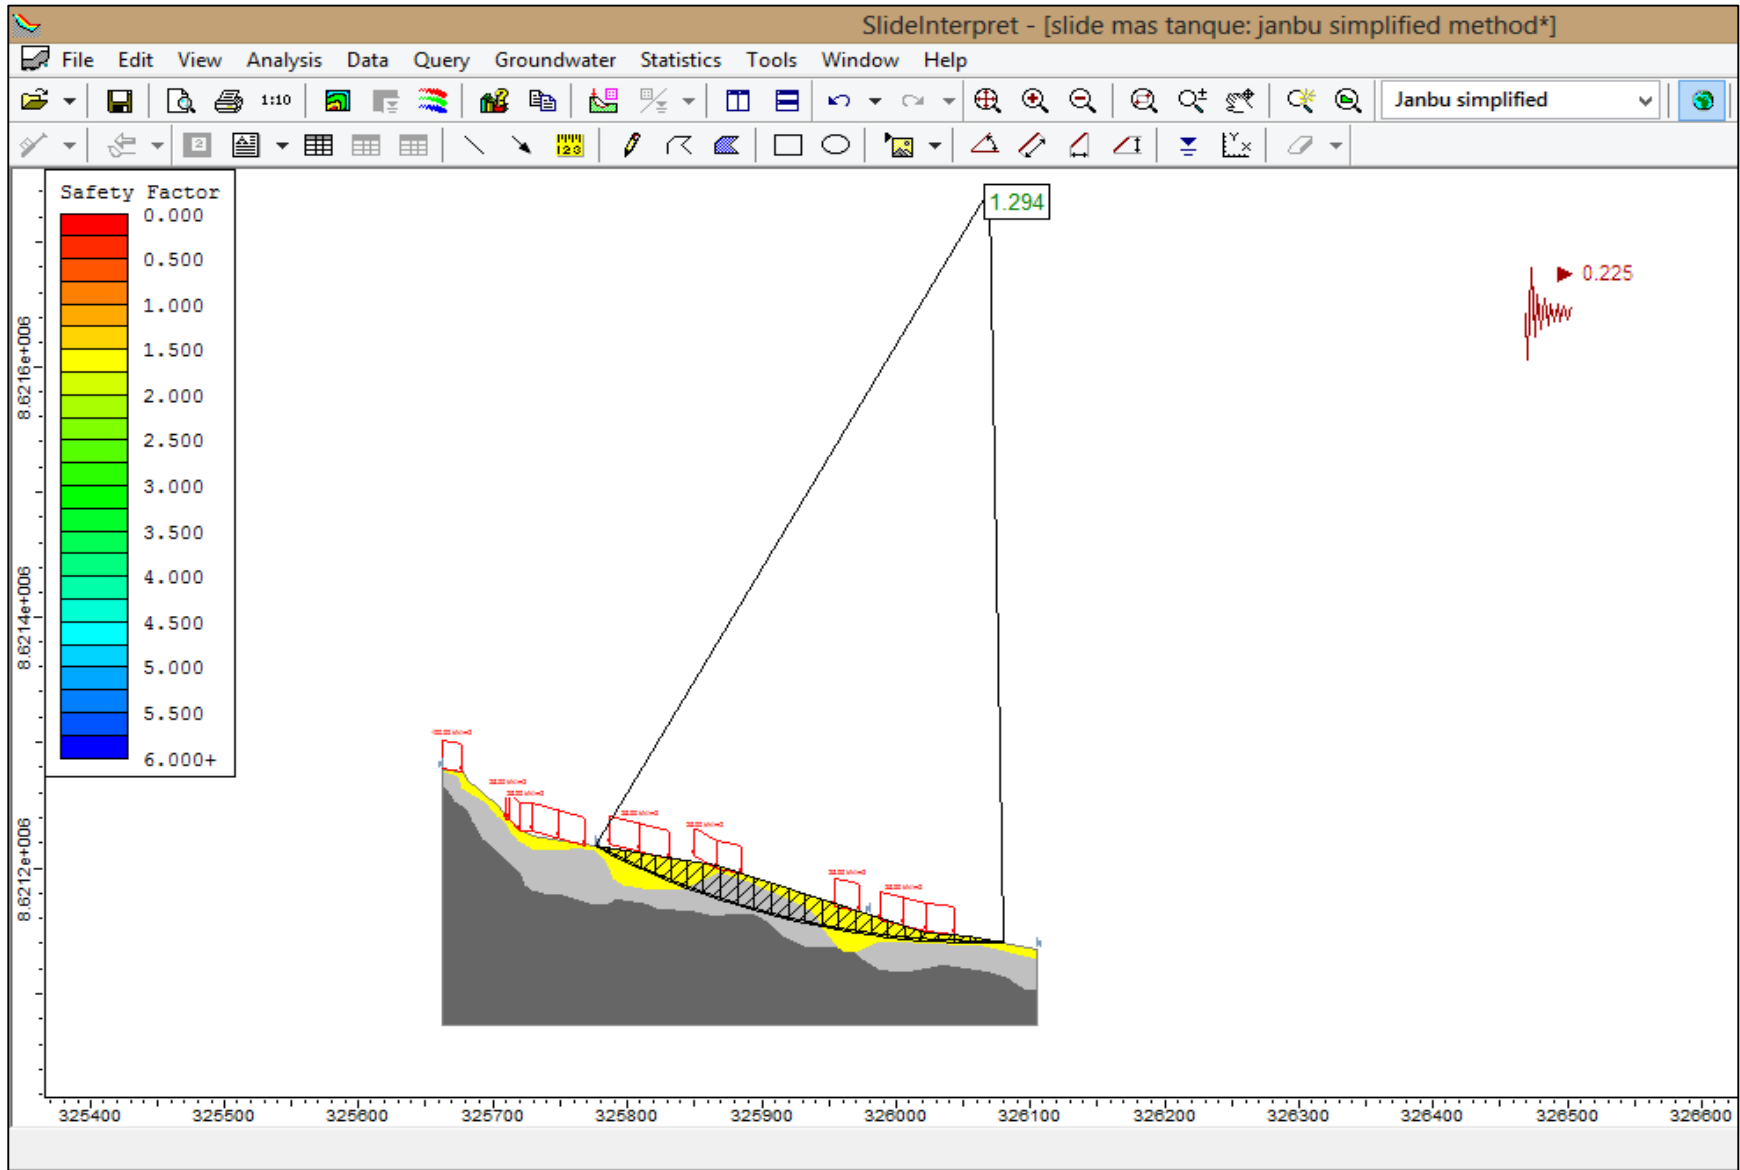 SlideInterpret - [slide mas tanque: janbu simplified method*]
File Edit View Analysis Data Query Groundwater Statistics Tools Window Help
1:10
Janbu simplified
2
123
Y
x
Safety Factor
0.000
0.500
1.000
1.500
2.000
2.500
3.000
3.500
4.000
4.500
5.000
5.500
6.000+
1.294
0.225
8.6216e+006
8.6214e+006
8.6212e+006
325400 325500 325600 325700 325800 325900 326000 326100 326200 326300 326400 326500 326600